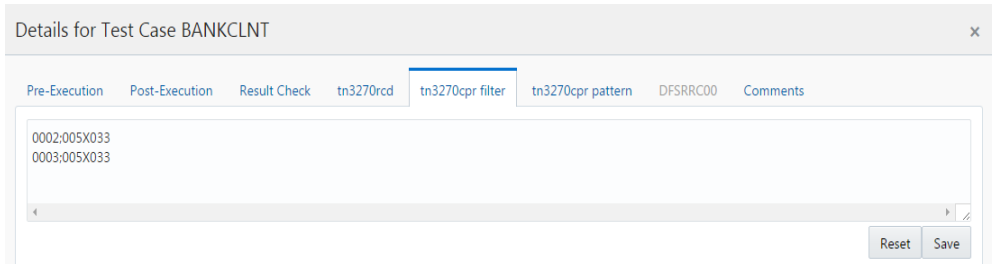 Details for Test Case BANKCLNT
×
Pre-Execution Post-Execution Result Check tn3270rcd tn3270cpr filter tn3270cpr pattern DFSRRC00 Comments
0002;005X033
0003;005X033
Reset Save